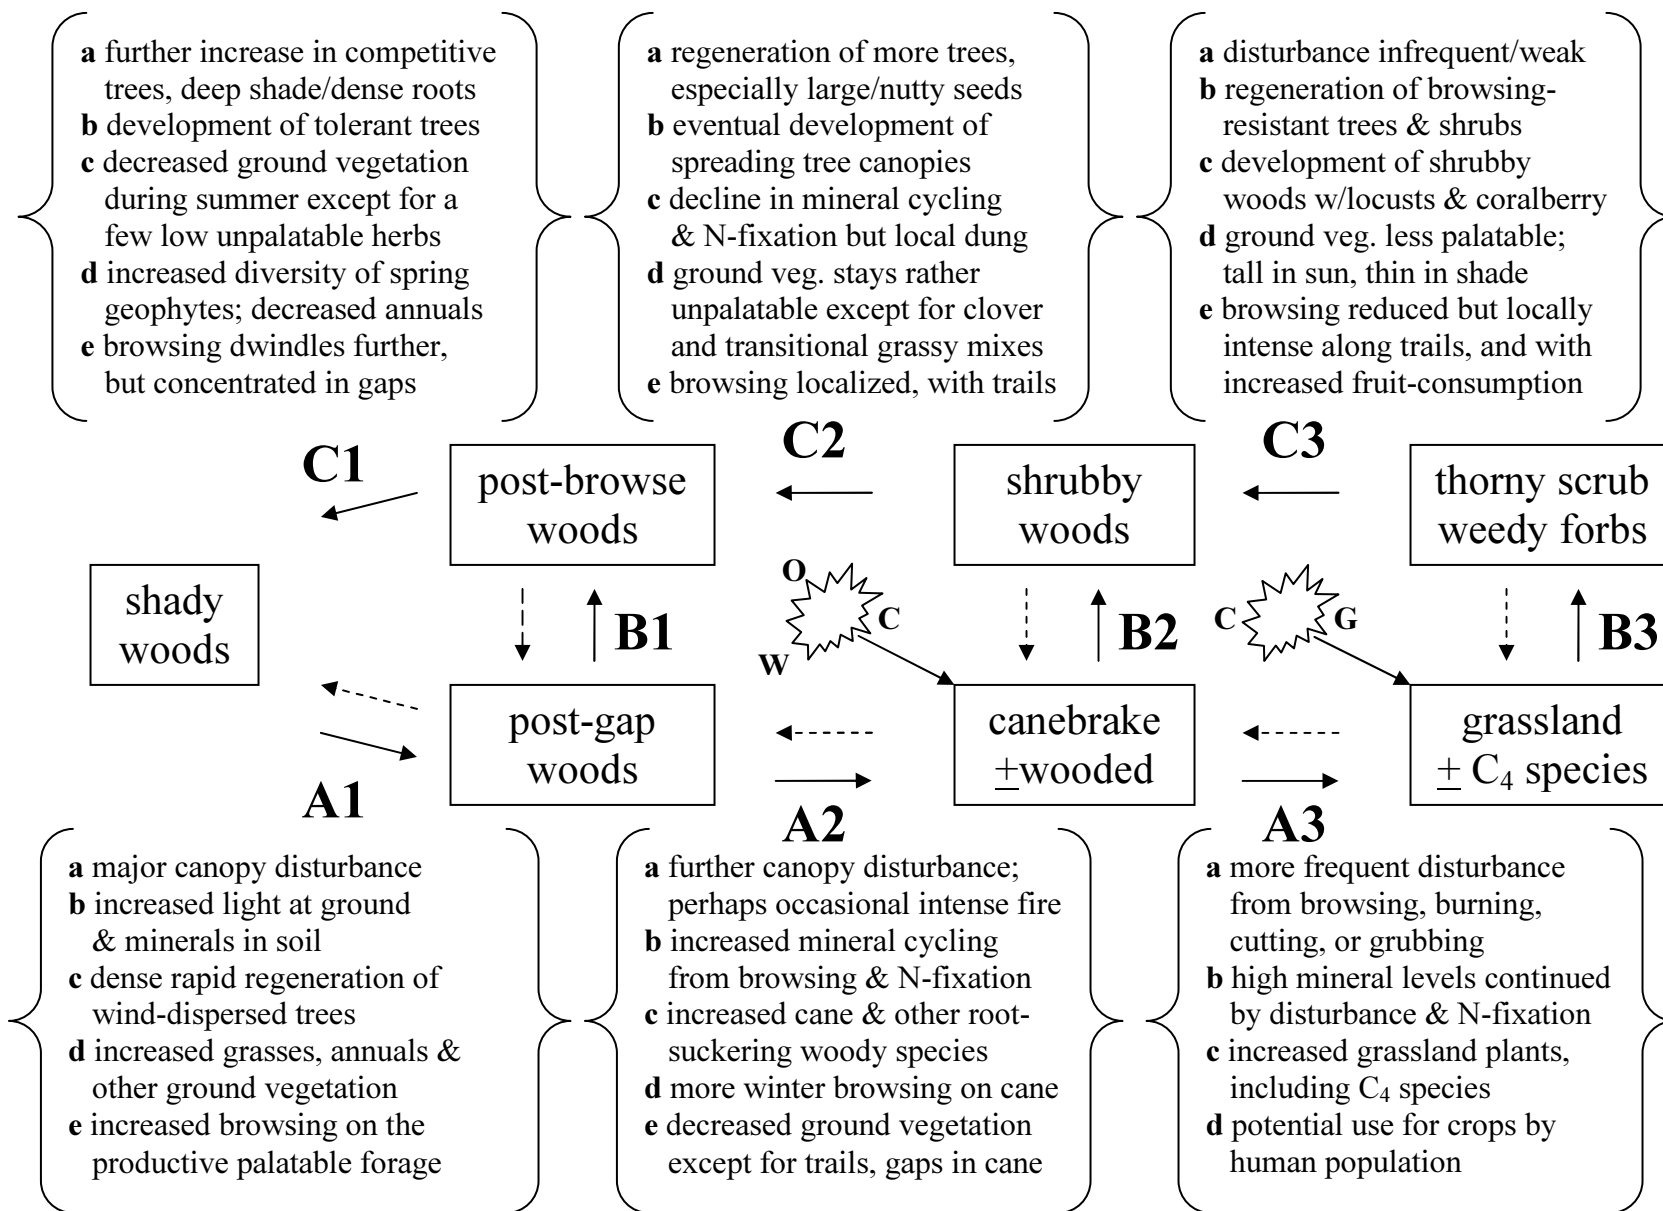 a further increase in competitive
trees, deep shade/dense roots
b development of tolerant trees
c decreased ground vegetation
during summer except for a
few low unpalatable herbs
d increased diversity of spring
geophytes; decreased annuals
e browsing dwindles further,
but concentrated in gaps
a regeneration of more trees,
especially large/nutty seeds
b eventual development of
spreading tree canopies
c decline in mineral cycling
& N-fixation but local dung
d ground veg. stays rather
unpalatable except for clover
and transitional grassy mixes
e browsing localized, with trails
a disturbance infrequent/weak
b regeneration of browsing-
resistant trees & shrubs
c development of shrubby
woods w/locusts & coralberry
d ground veg. less palatable;
tall in sun, thin in shade
e browsing reduced but locally
intense along trails, and with
increased fruit-consumption
C1
C2
C3
post-browse
woods
shrubby
woods
thorny scrub
weedy forbs
shady
woods
B1
O
C
W
B2
C
G
B3
post-gap
woods
canebrake
±wooded
grassland
± C₄ species
A1
A2
A3
a major canopy disturbance
b increased light at ground
& minerals in soil
c dense rapid regeneration of
wind-dispersed trees
d increased grasses, annuals &
other ground vegetation
e increased browsing on the
productive palatable forage
a further canopy disturbance;
perhaps occasional intense fire
b increased mineral cycling
from browsing & N-fixation
c increased cane & other root-
suckering woody species
d more winter browsing on cane
e decreased ground vegetation
except for trails, gaps in cane
a more frequent disturbance
from browsing, burning,
cutting, or grubbing
b high mineral levels continued
by disturbance & N-fixation
c increased grassland plants,
including C₄ species
d potential use for crops by
human population